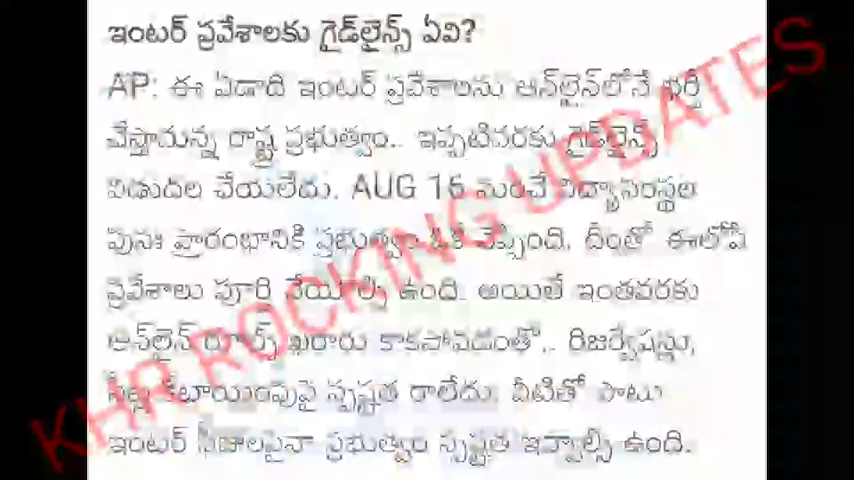 ఇంటర్ ప్రవేశాలకు గైడ్‌లైన్స్ ఏవి?
AP: ఈ ఏడాది ఇంటర్ ప్రవేశాలను ఆన్‌లైన్‌లోనే భర్తీ
చేస్తామన్న రాష్ట్ర ప్రభుత్వం.. ఇప్పటివరకు గైడ్‌లైన్స్
విడుదల చేయలేదు. AUG 16 నుంచే విద్యాసంస్థల
పునః ప్రారంభానికి ప్రభుత్వం ఓకే చెప్పింది. దీంతో ఈలోపే
ప్రవేశాలు పూర్తి చేయాల్సి ఉంది. అయితే ఇంతవరకు
ఆన్‌లైన్ రూల్స్ ఖరారు కాకపోవడంతో.. రిజర్వేషన్లు,
సీట్ల కేటాయింపుపై స్పష్టత రాలేదు. వీటితో పాటు
ఇంటర్ ఫీజులపైనా ప్రభుత్వం స్పష్టత ఇవ్వాల్సి ఉంది.
KHR ROCKING UPDATES